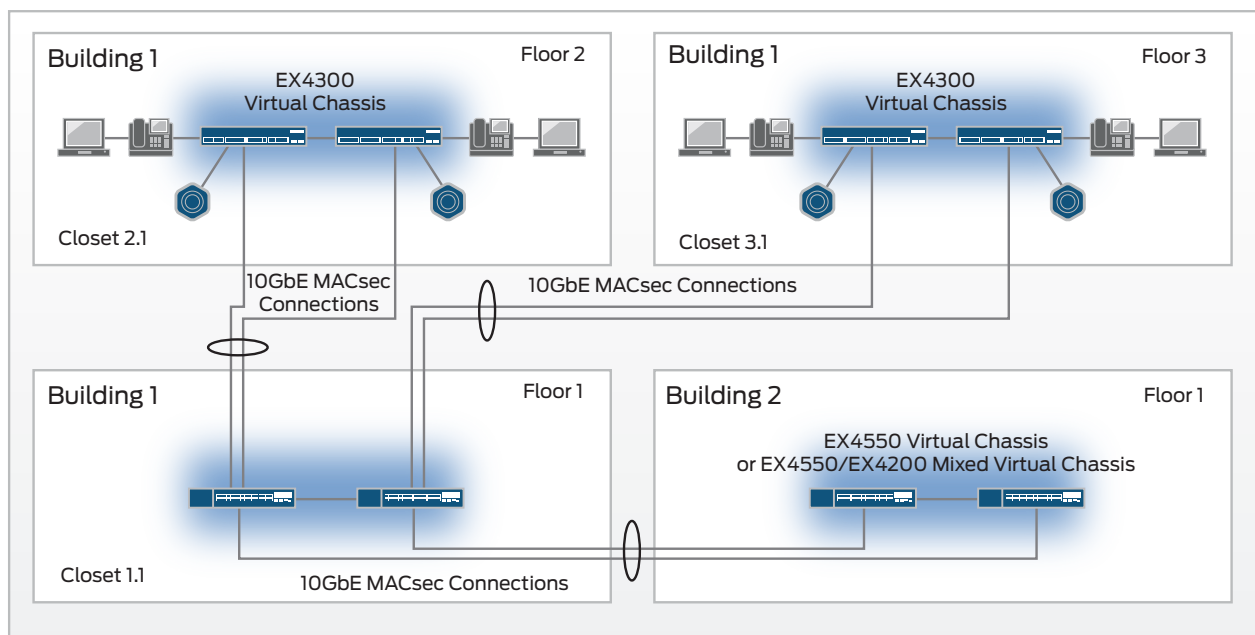 Building 1
Floor 2
EX4300
Virtual Chassis
Closet 2.1
Building 1
Floor 3
EX4300
Virtual Chassis
Closet 3.1
10GbE MACsec
Connections
10GbE MACsec Connections
Building 1
Floor 1
Closet 1.1
10GbE MACsec Connections
Building 2
Floor 1
EX4550 Virtual Chassis
or EX4550/EX4200 Mixed Virtual Chassis